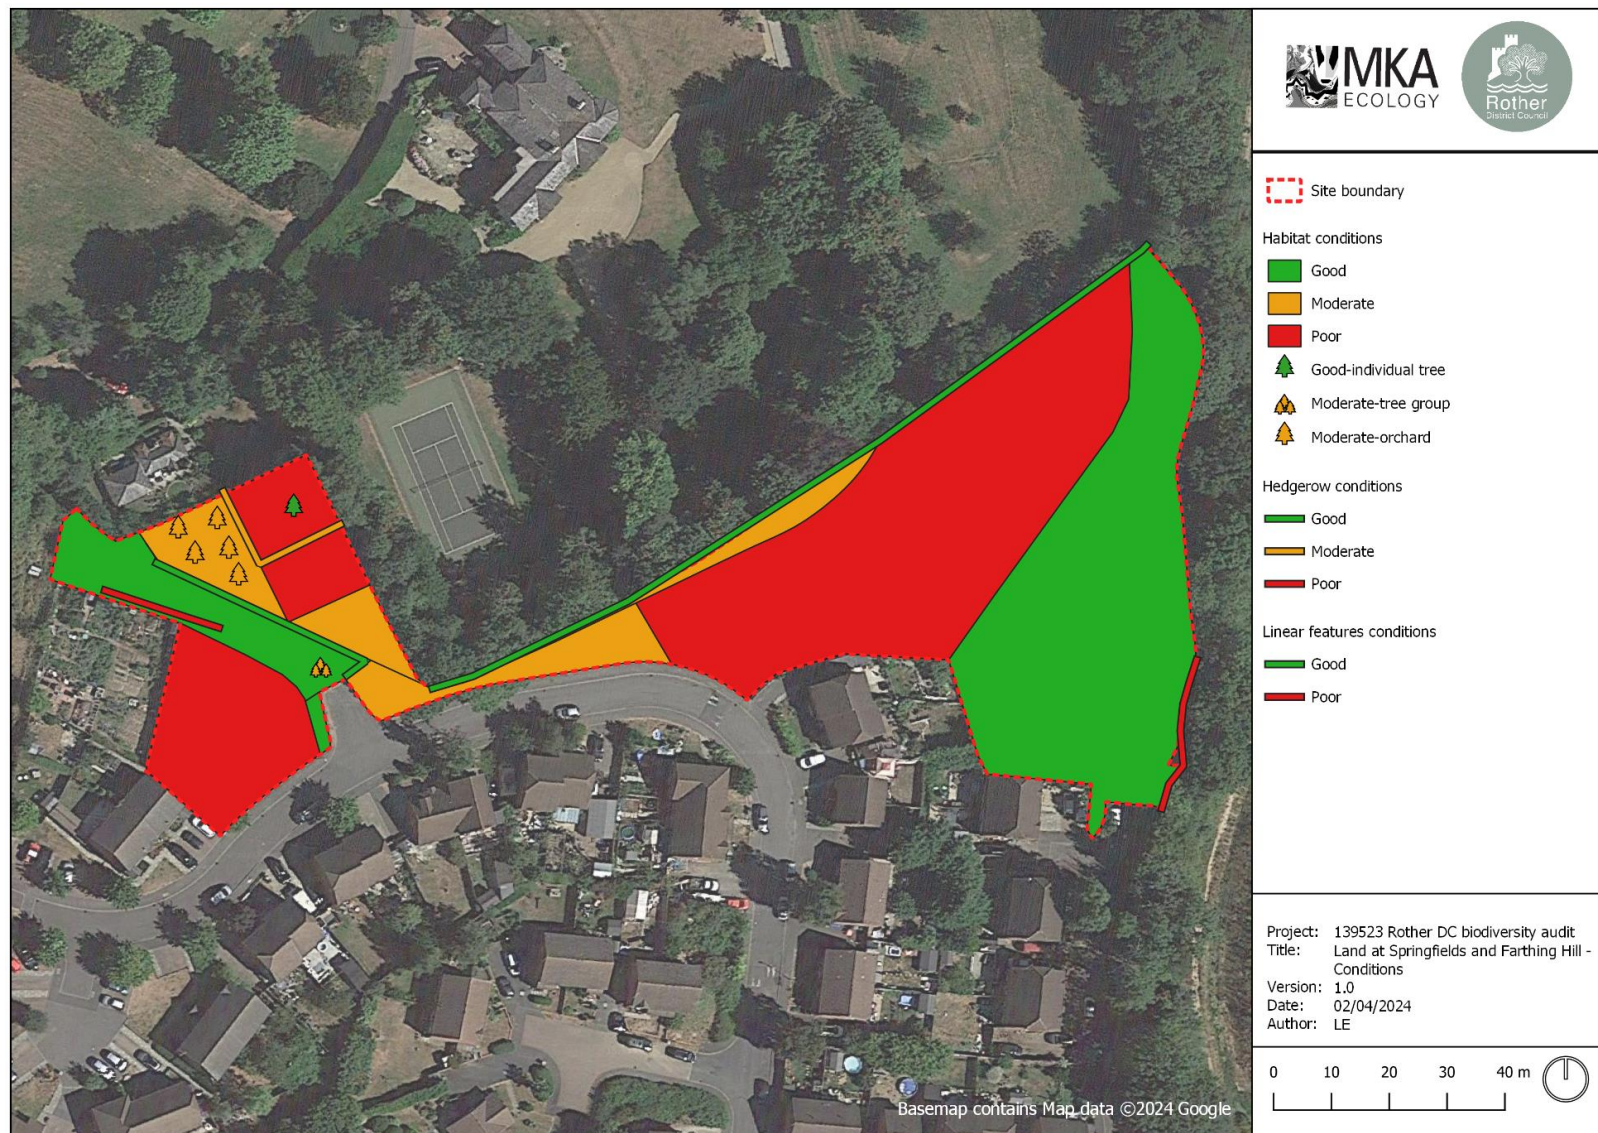 MKA
ECOLOGY
Rother
District Council
Site boundary
Habitat conditions
Good
Moderate
Poor
Good-individual tree
Moderate-tree group
Moderate-orchard
Hedgerow conditions
Good
Moderate
Poor
Linear features conditions
Good
Poor
Project: 139523 Rother DC biodiversity audit
Title: Land at Springfields and Farthing Hill -
Conditions
Version: 1.0
Date: 02/04/2024
Author: LE
0 10 20 30 40 m
Basemap contains Map data ©2024 Google